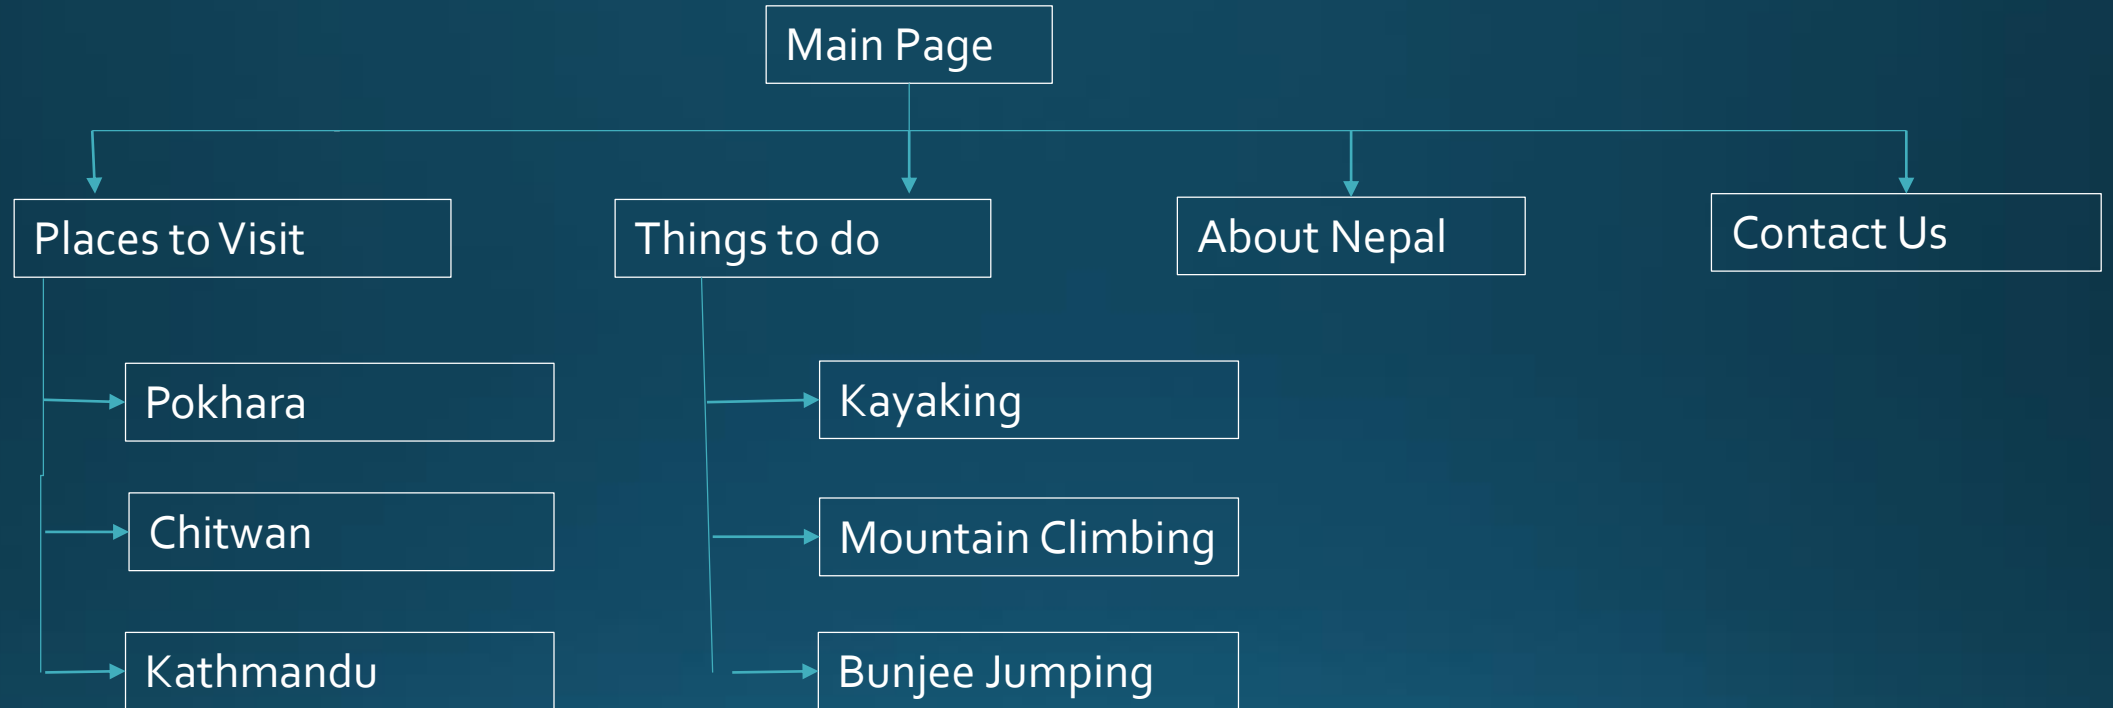 Main Page
Places to Visit
Things to do
About Nepal
Contact Us
Pokhara
Kayaking
Chitwan
Mountain Climbing
Kathmandu
Bunjee Jumping